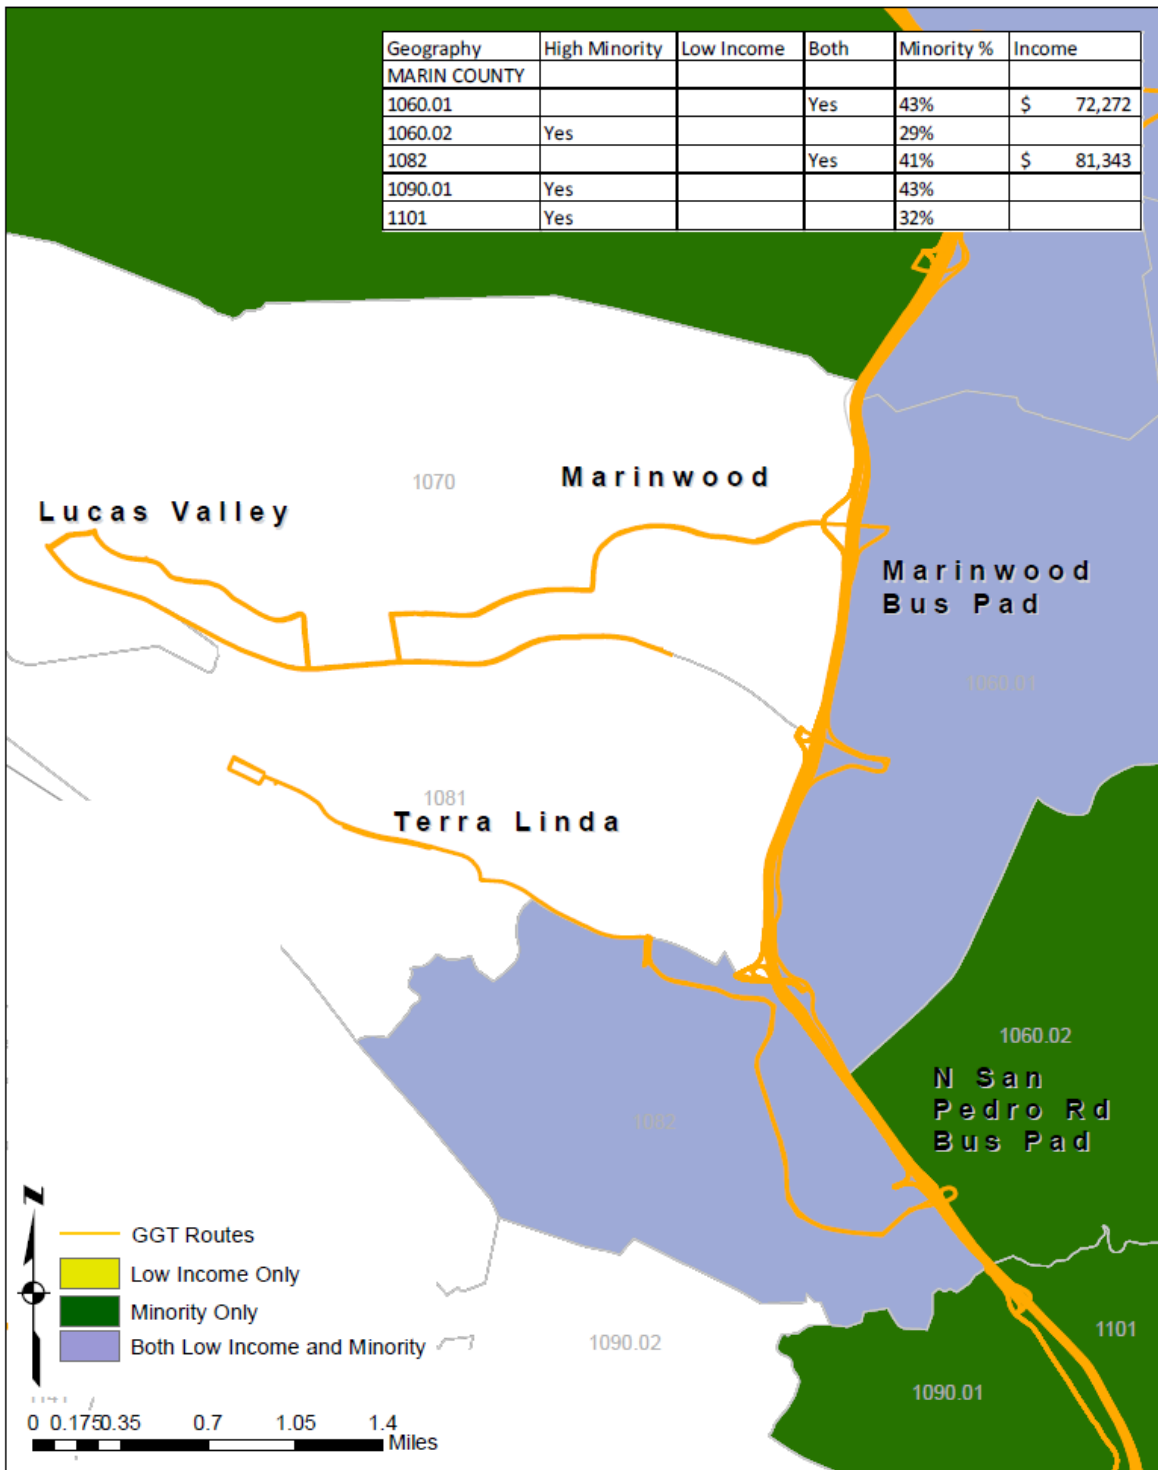 Geography High Minority Low Income Both Minority % Income
MARIN COUNTY
1060.01 Yes 43% $ 72,272
1060.02 Yes 29%
1082 Yes 41% $ 81,343
1090.01 Yes 43%
1101 Yes 32%
1070
Marinwood
Lucas Valley
Marinwood
Bus Pad
1060.01
1081
Terra Linda
1060.02
N San
Pedro Rd
Bus Pad
1082
N
GGT Routes
Low Income Only
Minority Only
Both Low Income and Minority
1090.02
1101
1090.01
0 0.175 0.35 0.7 1.05 1.4
Miles